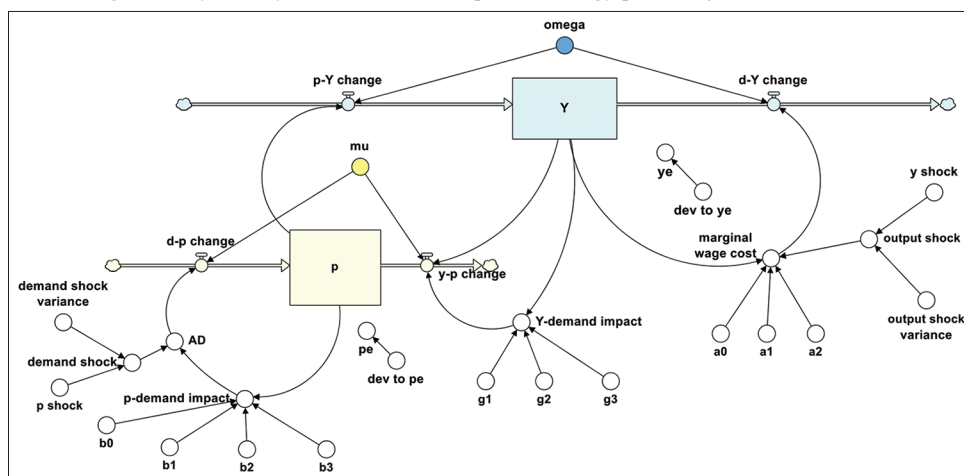 omega
p-Y change
d-Y change
Y
mu
ye
y shock
dev to ye
d-p change
marginal
wage cost
output shock
p
y-p change
demand shock
variance
output shock
variance
AD
Y-demand impact
pe
a0
a1
a2
demand shock
dev to pe
p shock
p-demand impact
g1
g2
g3
b0
b1
b2
b3